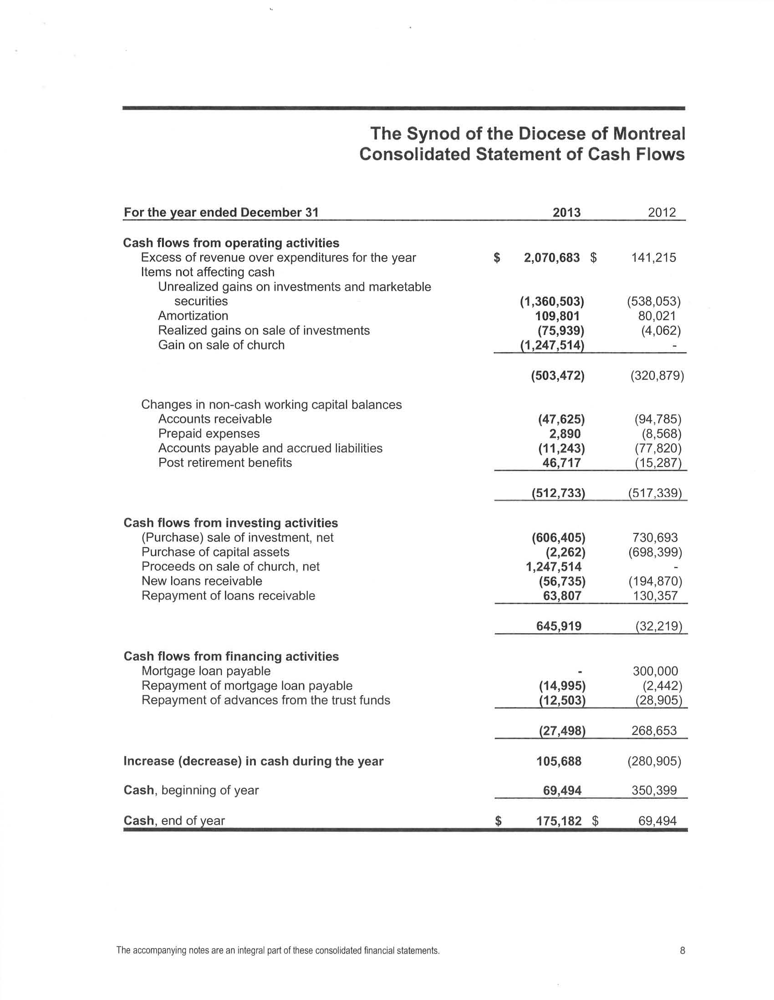 The Synod of the Diocese of Montreal
Consolidated Statement of Cash Flows
For the year ended December 31 2013 2012
Cash flows from operating activities
Excess of revenue over expenditures for the year $ 2,070,683 $ 141,215
Items not affecting cash
Unrealized gains on investments and marketable
securities (1,360,503) (538,053)
Amortization 109,801 80,021
Realized gains on sale of investments (75,939) (4,062)
Gain on sale of church (1,247,514) -
(503,472) (320,879)
Changes in non-cash working capital balances
Accounts receivable (47,625) (94,785)
Prepaid expenses 2,890 (8,568)
Accounts payable and accrued liabilities (11,243) (77,820)
Post retirement benefits 46,717 (15,287)
(512,733) (517,339)
Cash flows from investing activities
(Purchase) sale of investment, net (606,405) 730,693
Purchase of capital assets (2,262) (698,399)
Proceeds on sale of church, net 1,247,514 -
New loans receivable (56,735) (194,870)
Repayment of loans receivable 63,807 130,357
645,919 (32,219)
Cash flows from financing activities
Mortgage loan payable - 300,000
Repayment of mortgage loan payable (14,995) (2,442)
Repayment of advances from the trust funds (12,503) (28,905)
(27,498) 268,653
Increase (decrease) in cash during the year 105,688 (280,905)
Cash, beginning of year 69,494 350,399
Cash, end of year $ 175,182 $ 69,494
The accompanying notes are an integral part of these consolidated financial statements. 8